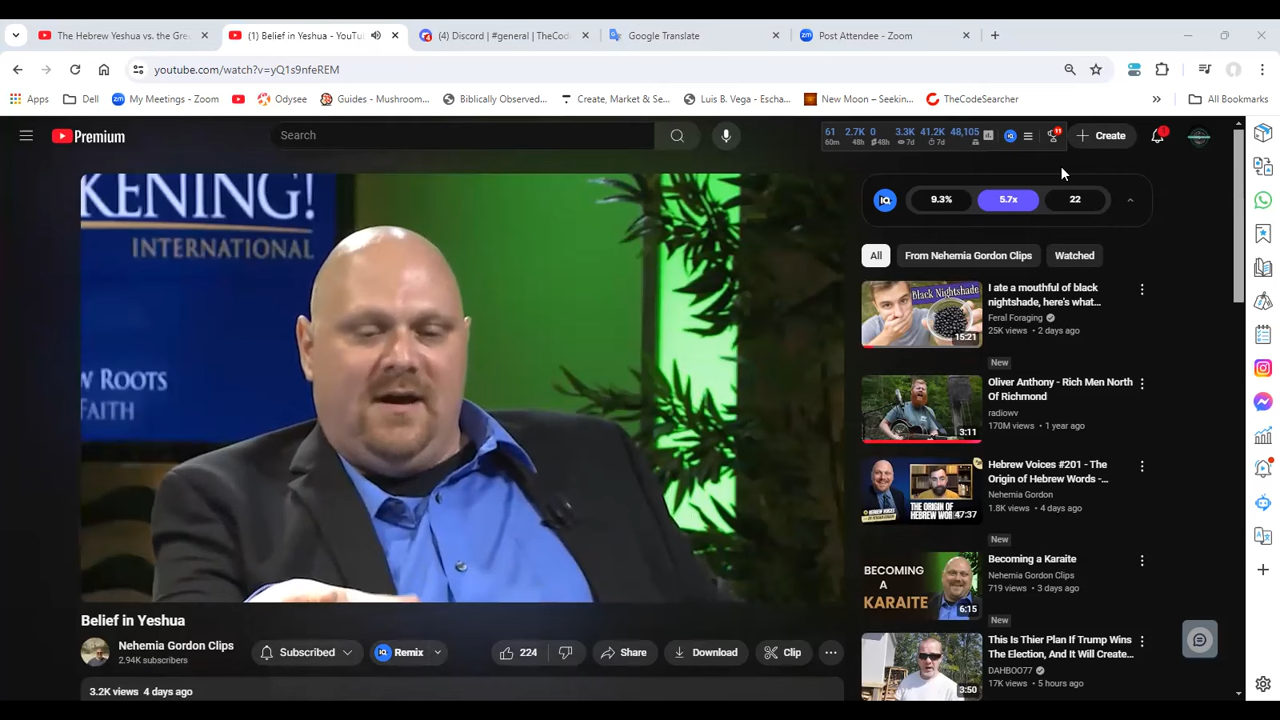 The Hebrew Yeshua vs. the Gre
(1) Belief in Yeshua - YouTu
(4) Discord | #general | TheCod
Google Translate
Post Attendee - Zoom
youtube.com/watch?v=yQ1s9nfeREM
Apps
Dell
My Meetings - Zoom
Odysee
Guides - Mushroom...
Biblically Observed...
Create, Market & Se...
Luis B. Vega - Escha...
New Moon – Seekin...
TheCodeSearcher
All Bookmarks
Premium
Search
61 2.7K 0 3.3K 41.2K 48,105
60m 48h 48h 7d 7d
11
Create
1
KENING!
INTERNATIONAL
W ROOTS
FAITH
IQ
9.3%
5.7x
22
All
From Nehemia Gordon Clips
Watched
Black Nightshade
15:21
I ate a mouthful of black
nightshade, here's what...
Feral Foraging
25K views • 2 days ago
New
3:11
Oliver Anthony - Rich Men North
Of Richmond
radiowv
170M views • 1 year ago
THE ORIGIN
OF HEBREW WOR
47:37
Hebrew Voices #201 - The
Origin of Hebrew Words -...
Nehemia Gordon
1.8K views • 4 days ago
New
BECOMING
A
KARAITE
6:15
Becoming a Karaite
Nehemia Gordon Clips
719 views • 3 days ago
New
3:50
This Is Thier Plan If Trump Wins
The Election, And It Will Create...
DAHBOO77
17K views • 5 hours ago
Belief in Yeshua
Nehemia Gordon Clips
2.94K subscribers
Subscribed
IQ
Remix
224
Share
Download
Clip
3.2K views 4 days ago